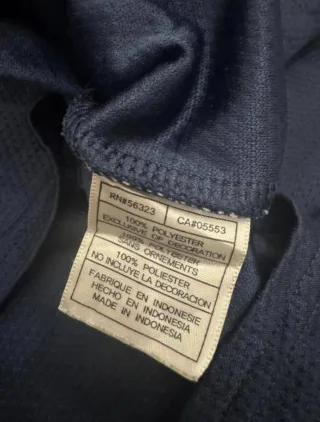 RN#56323 CA#05553
100% POLYESTER
EXCLUSIVE OF DECORATION
100% POLYESTER
SANS ORNEMENTS
100% POLIESTER
NO INCLUYE LA DECORACION
FABRIQUE EN INDONESIE
HECHO EN INDONESIA
MADE IN INDONESIA